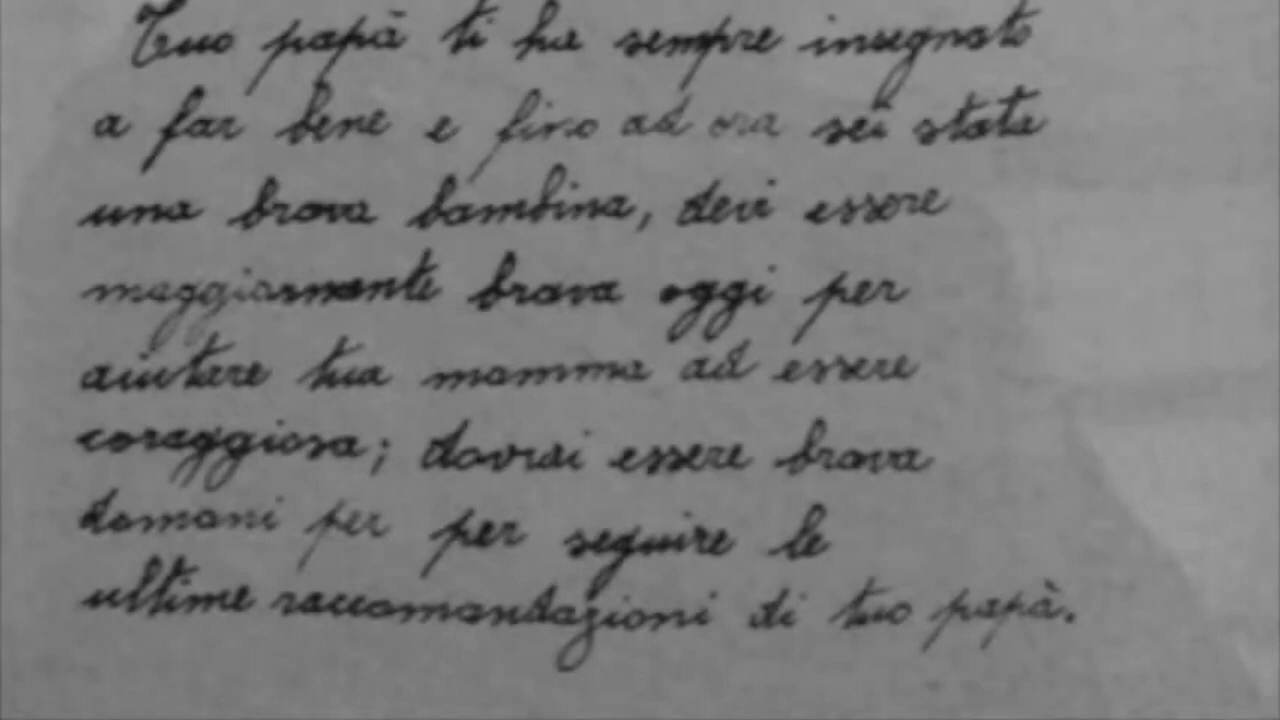 Tuo papà ti ha sempre insegnato
a far bene e fino ad ora sei stata
una brava bambina, devi essere
maggiormente brava oggi per
aiutare tua mamma ad essere
coraggiosa; dovrai essere brava
domani per per seguire le
ultime raccomandazioni di tuo papà.